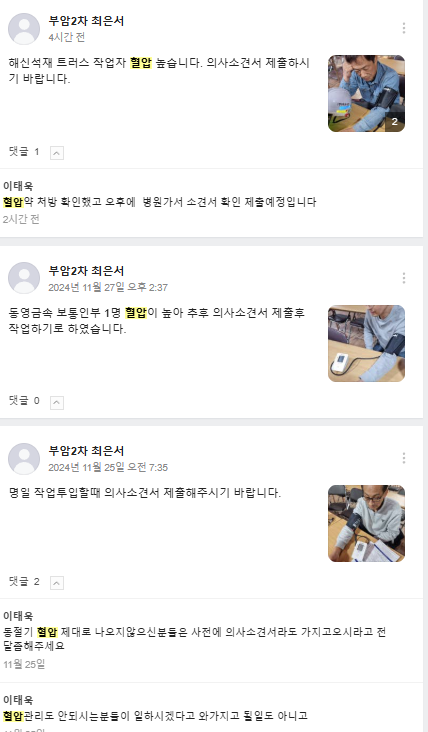 부암2차 최은서
4시간 전
해신석재 트러스 작업자 혈압 높습니다. 의사소견서 제출하시
기 바랍니다.
2
댓글 1
이태욱
혈압약 처방 확인했고 오후에 병원가서 소견서 확인 제출예정입니다
2시간 전
부암2차 최은서
2024년 11월 27일 오후 2:37
동영금속 보통인부 1명 혈압이 높아 추후 의사소견서 제출후
작업하기로 하였습니다.
댓글 0
부암2차 최은서
2024년 11월 25일 오전 7:35
명일 작업투입할때 의사소견서 제출해주시기 바랍니다.
댓글 2
이태욱
동절기 혈압 제대로 나오지않으신분들은 사전에 의사소견서라도 가지고오시라고 전
달좀해주세요
11월 25일
이태욱
혈압관리도 안되시는분들이 일하시겠다고 와가지고 될일도 아니고